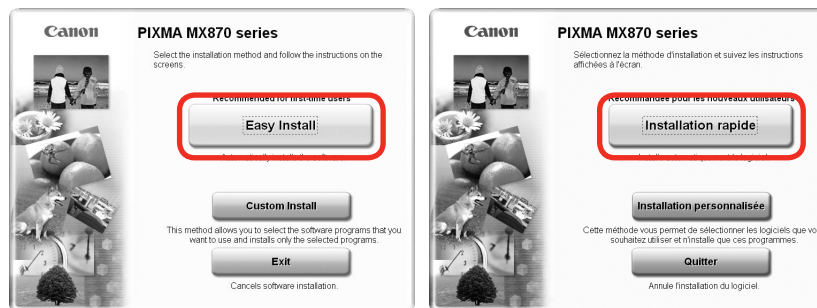 Canon
PIXMA MX870 series
Select the installation method and follow the instructions on the
screens.
Recommended for first-time users
Easy Install
Custom Install
This method allows you to select the software programs that you
want to use and installs only the selected programs.
Exit
Cancels software installation.
Canon
PIXMA MX870 series
Sélectionnez la méthode d'installation et suivez les instructions
affichées à l'écran.
Recommandée pour les nouveaux utilisateurs
Installation rapide
Installation personnalisée
Cette méthode vous permet de sélectionner les logiciels que vo
souhaitez utiliser et n'installe que ces programmes.
Quitter
Annule l'installation du logiciel.